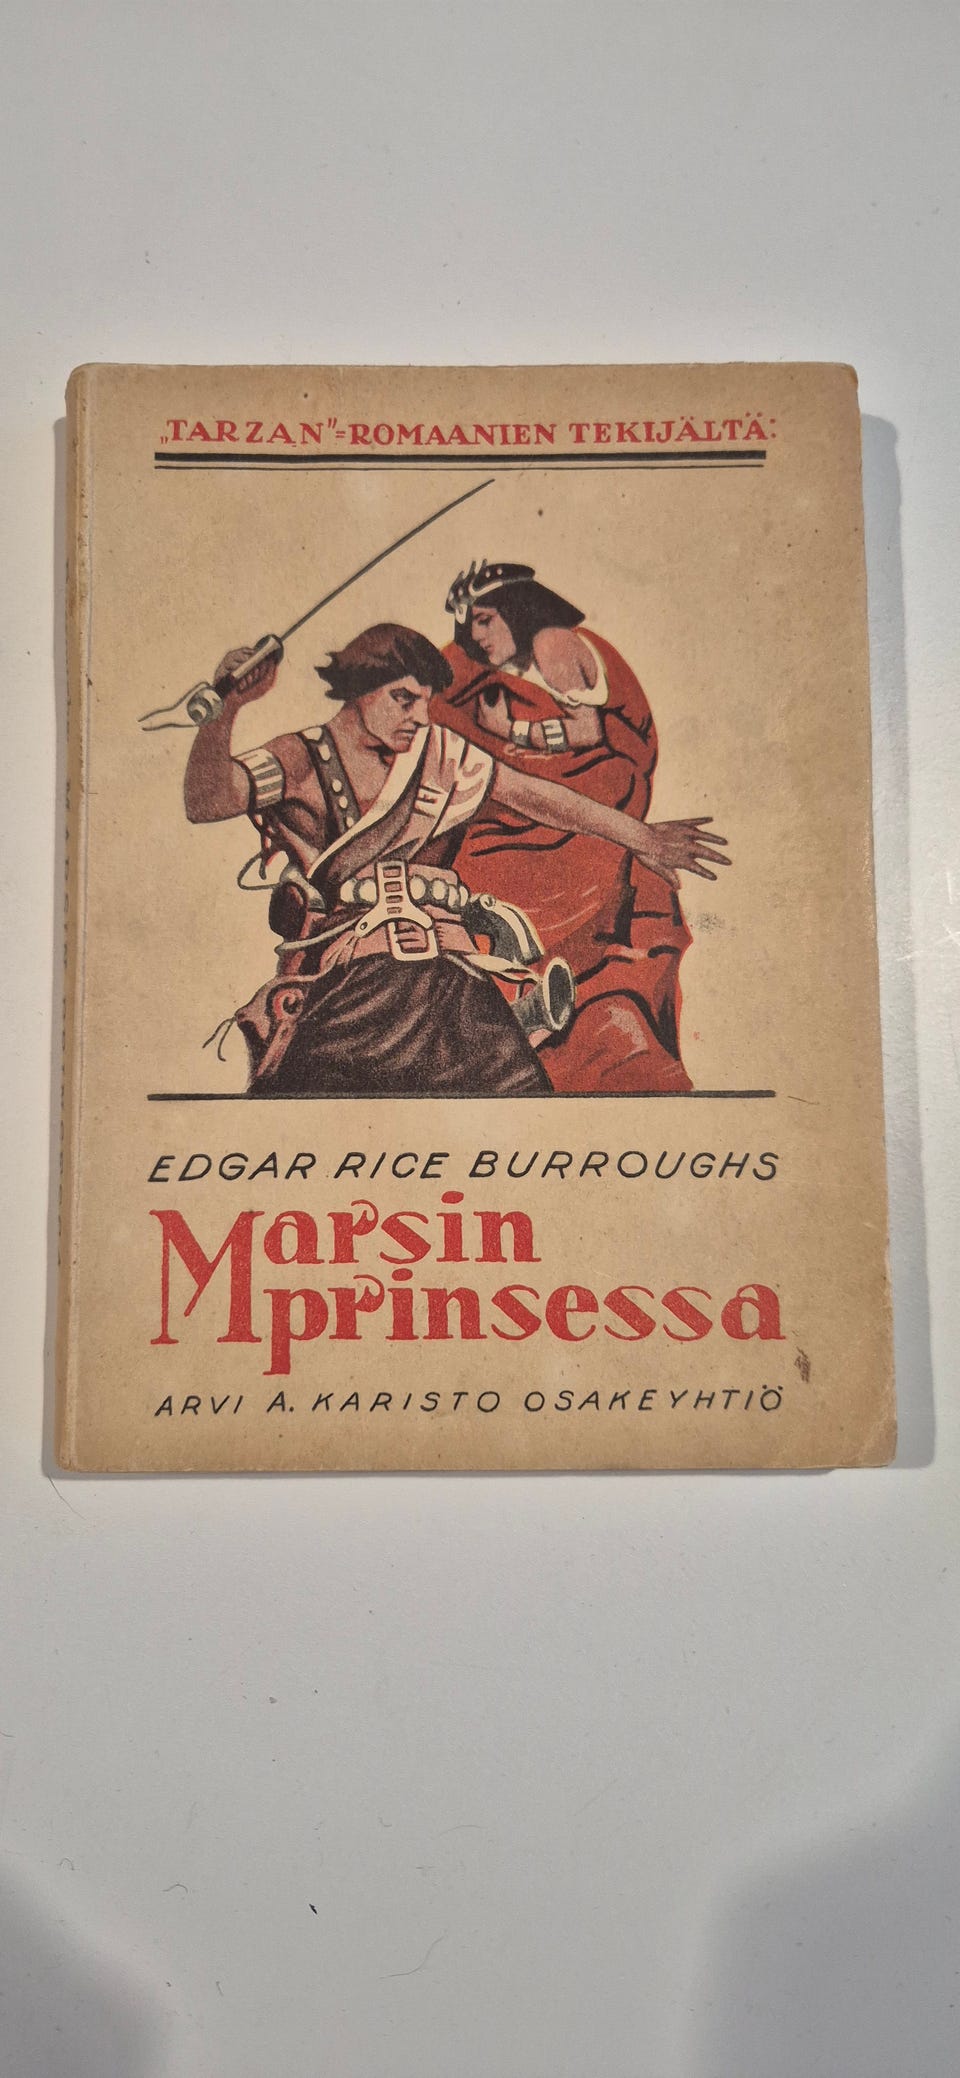 „TARZAN"=ROMAANIEN TEKIJÄLTÄ:
EDGAR RICE BURROUGHS
Marsin
prinsessa
ARVI A. KARISTO OSAKEYHTIÖ